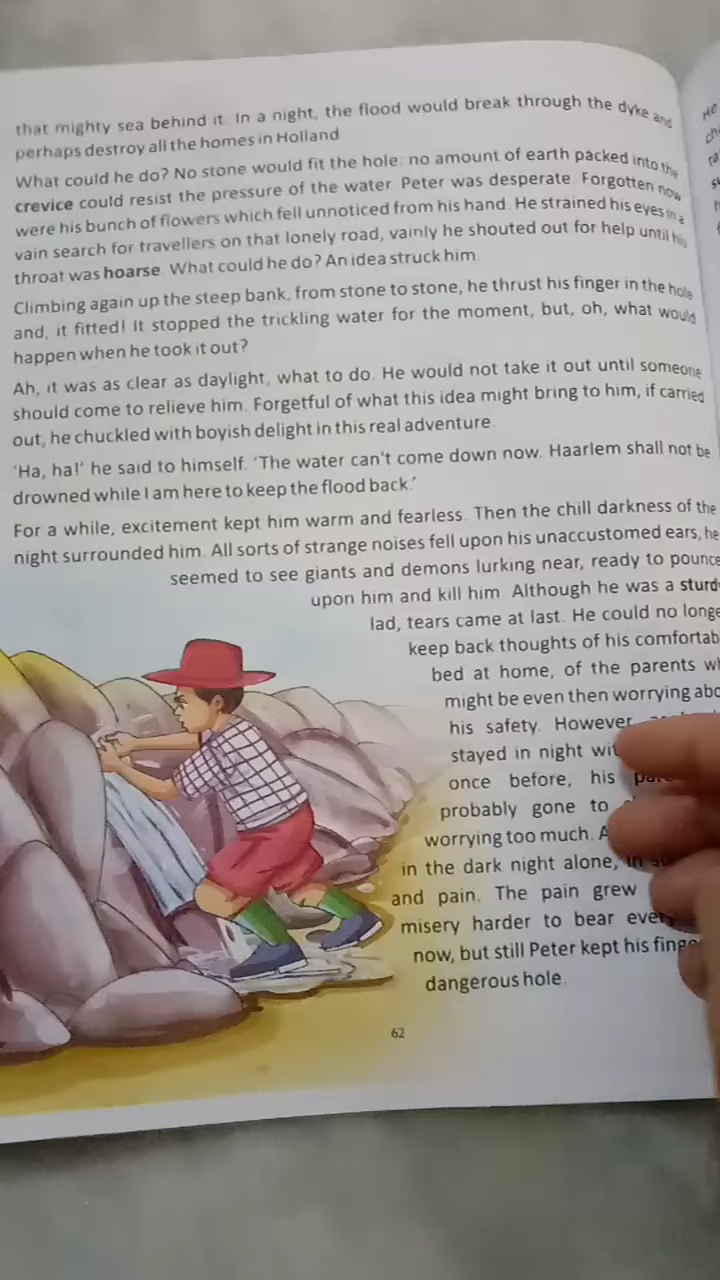 that mighty sea behind it. In a night, the flood would break through the dyke and
perhaps destroy all the homes in Holland
What could he do? No stone would fit the hole: no amount of earth packed into the
crevice could resist the pressure of the water. Peter was desperate. Forgotten now
were his bunch of flowers which fell unnoticed from his hand. He strained his eyes in a
vain search for travellers on that lonely road, vainly he shouted out for help until his
throat was hoarse. What could he do? An idea struck him.
Climbing again up the steep bank, from stone to stone, he thrust his finger in the hole
and, it fitted! It stopped the trickling water for the moment, but, oh, what would
happen when he took it out?
Ah, it was as clear as daylight, what to do. He would not take it out until someone
should come to relieve him. Forgetful of what this idea might bring to him, if carried
out, he chuckled with boyish delight in this real adventure.
'Ha, ha!' he said to himself. 'The water can't come down now. Haarlem shall not be
drowned while I am here to keep the flood back.'
For a while, excitement kept him warm and fearless. Then the chill darkness of the
night surrounded him. All sorts of strange noises fell upon his unaccustomed ears, he
seemed to see giants and demons lurking near, ready to pounce
upon him and kill him. Although he was a sturd
lad, tears came at last. He could no longe
keep back thoughts of his comfortab
bed at home, of the parents w
might be even then worrying abo
his safety. However
stayed in night wi
once before, his
probably gone to
worrying too much. A
in the dark night alone, in
and pain. The pain grew
misery harder to bear ever
now, but still Peter kept his finge
dangerous hole.
62
He
ch